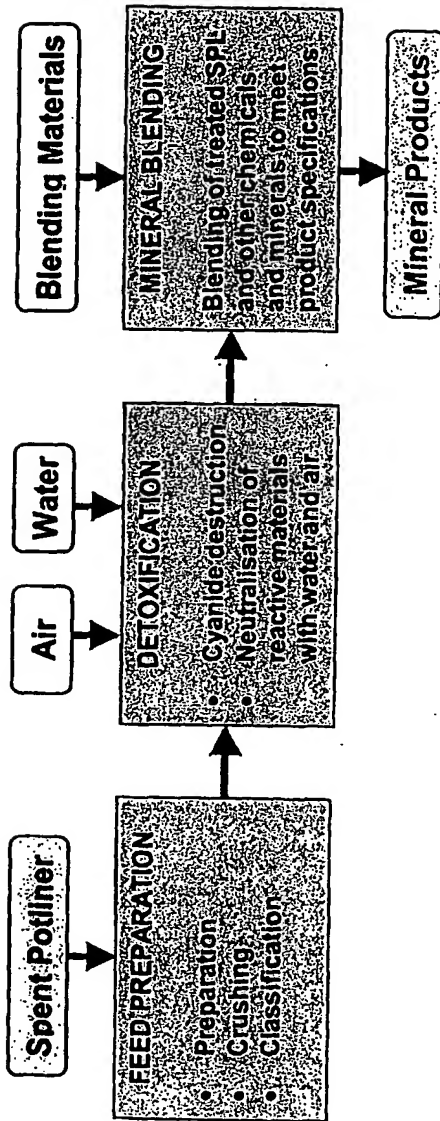 Spent Potliner
FEED PREPARATION
• Preparation
• Crushing
• Classification
Air
Water
DETOXIFICATION
• Cyanide destruction
• Neutralisation of
reactive materials
with water and air
Blending Materials
MINERAL BLENDING
Blending of treated SPL
and other chemicals
and minerals to meet
product specifications
Mineral Products